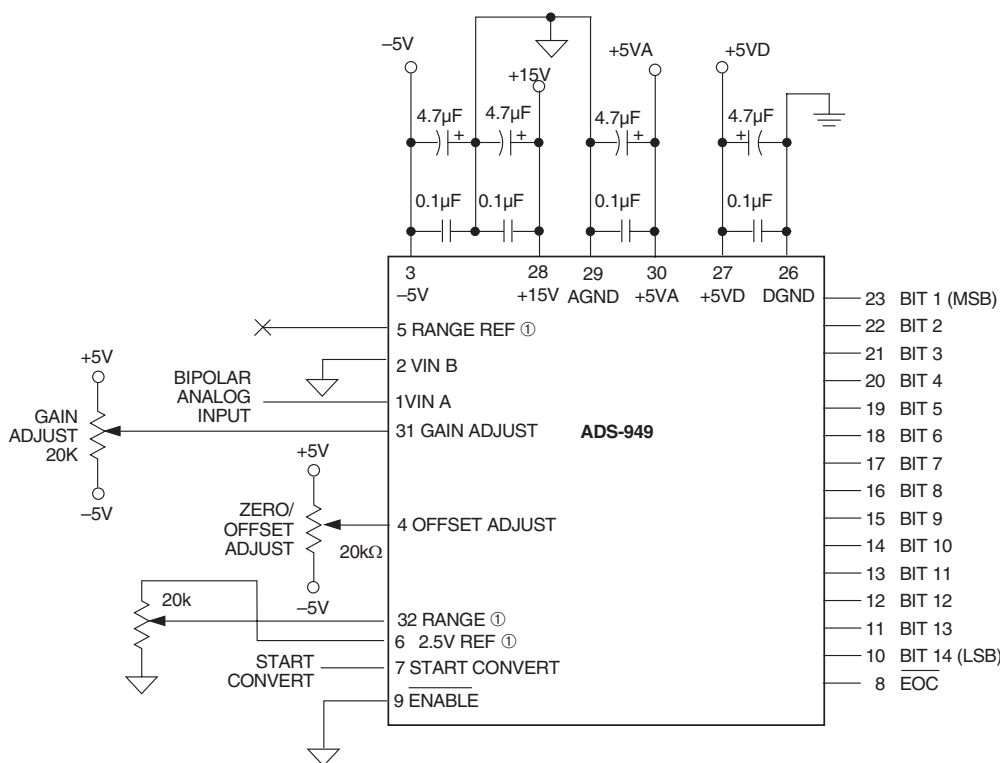 –5V
+15V
+5VA
+5VD
4.7µF
+
4.7µF
+
4.7µF
+
4.7µF
+
0.1µF
0.1µF
0.1µF
0.1µF
3
–5V
28
+15V
29
AGND
30
+5VA
27
+5VD
26
DGND
5 RANGE REF ①
2 VIN B
BIPOLAR
ANALOG
INPUT
1VIN A
+5V
GAIN
ADJUST
20K
–5V
31 GAIN ADJUST
ADS-949
+5V
ZERO/
OFFSET
ADJUST
20kΩ
–5V
4 OFFSET ADJUST
20k
32 RANGE ①
6 2.5V REF ①
START
CONVERT
7 START CONVERT
9 E̅N̅A̅B̅L̅E̅
23 BIT 1 (MSB)
22 BIT 2
21 BIT 3
20 BIT 4
19 BIT 5
18 BIT 6
17 BIT 7
16 BIT 8
15 BIT 9
14 BIT 10
13 BIT 11
12 BIT 12
11 BIT 13
10 BIT 14 (LSB)
8 E̅O̅C̅